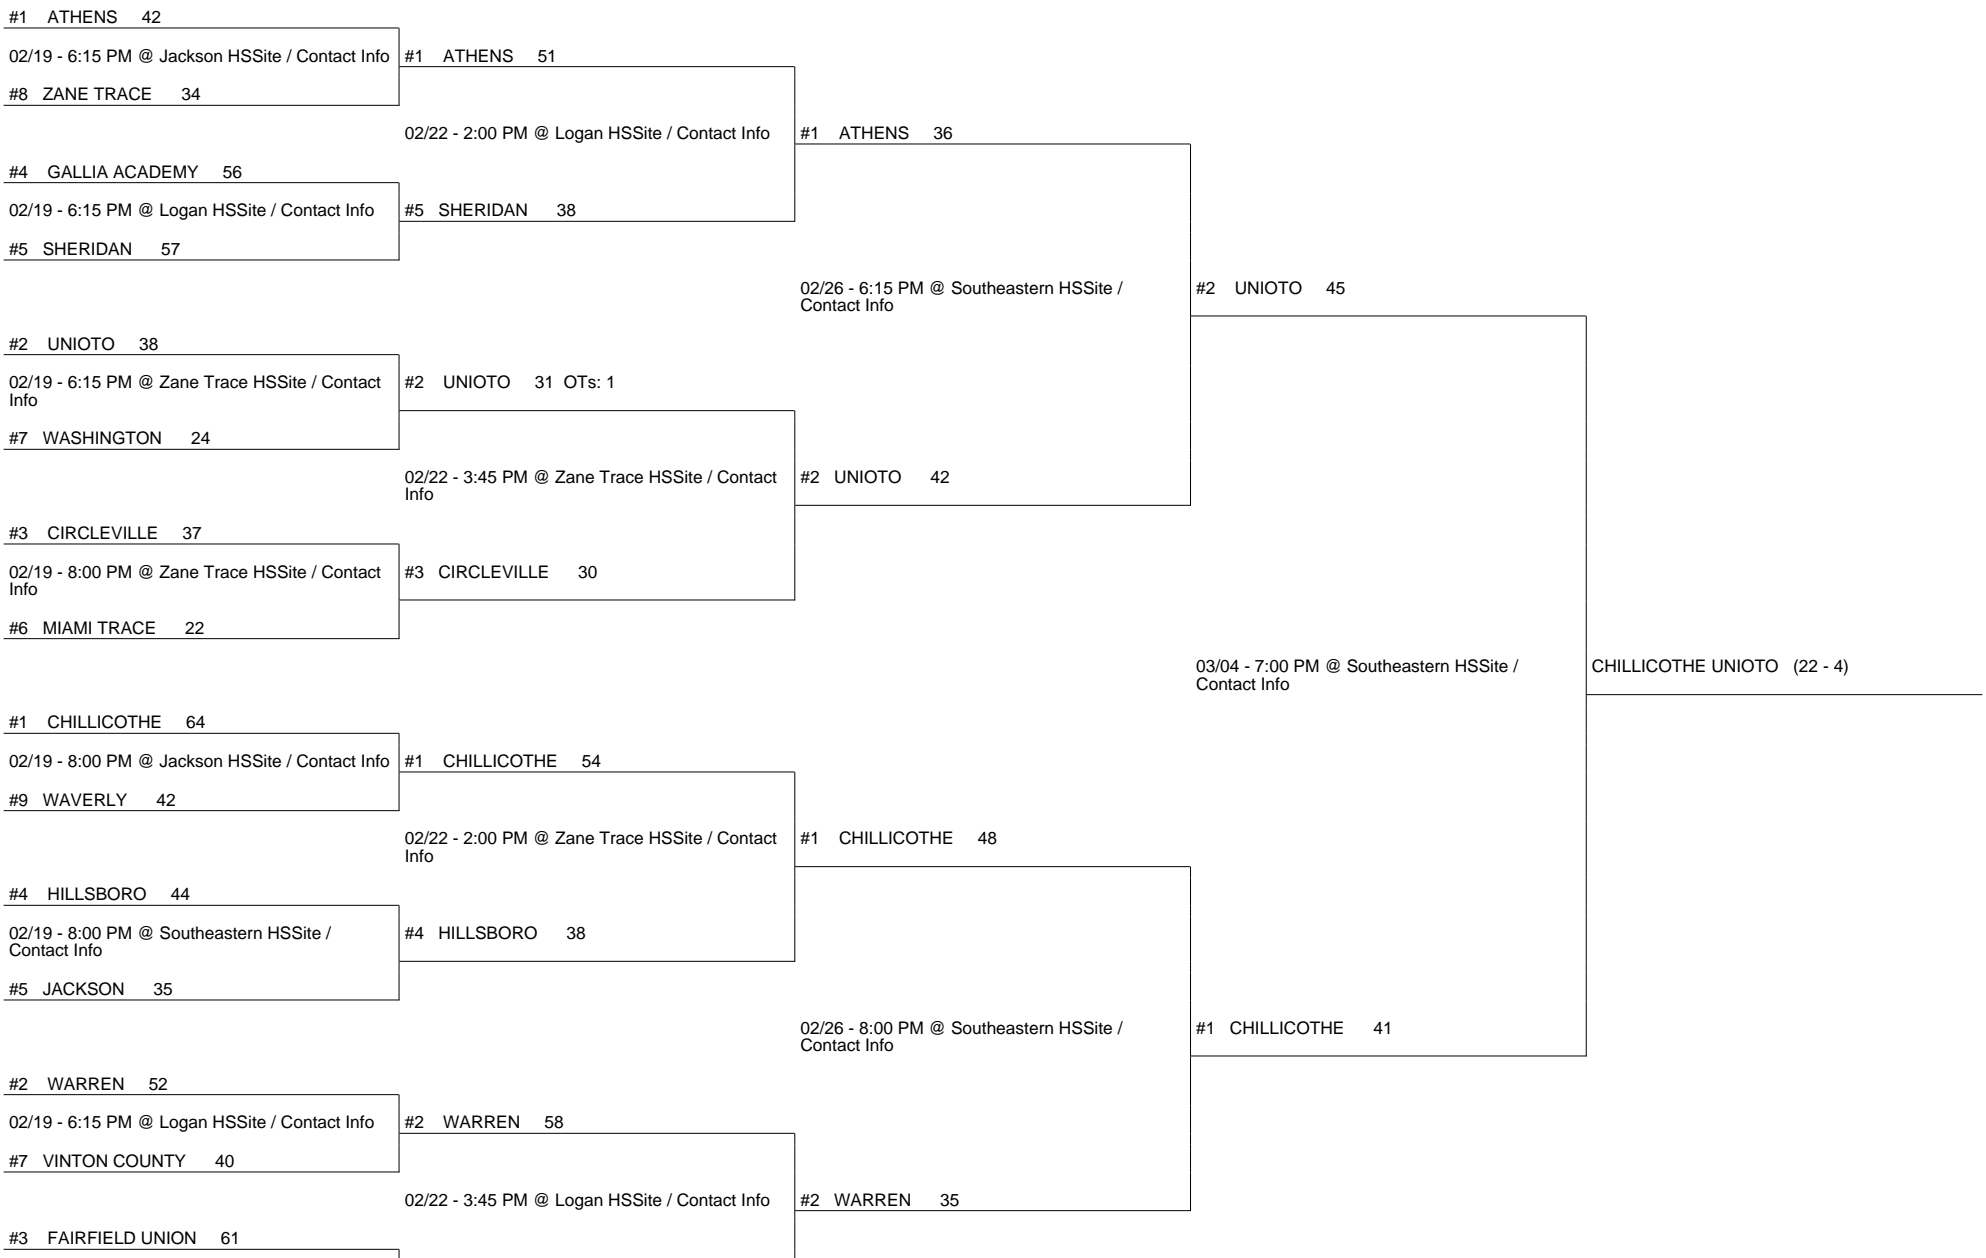 #1 ATHENS 42
02/19 - 6:15 PM @ Jackson HSSite / Contact Info
#8 ZANE TRACE 34
#1 ATHENS 51
02/22 - 2:00 PM @ Logan HSSite / Contact Info
#1 ATHENS 36
#4 GALLIA ACADEMY 56
02/19 - 6:15 PM @ Logan HSSite / Contact Info
#5 SHERIDAN 57
#5 SHERIDAN 38
02/26 - 6:15 PM @ Southeastern HSSite /
Contact Info
#2 UNIOTO 45
#2 UNIOTO 38
02/19 - 6:15 PM @ Zane Trace HSSite / Contact
Info
#7 WASHINGTON 24
#2 UNIOTO 31 OTs: 1
02/22 - 3:45 PM @ Zane Trace HSSite / Contact
Info
#2 UNIOTO 42
#3 CIRCLEVILLE 37
02/19 - 8:00 PM @ Zane Trace HSSite / Contact
Info
#6 MIAMI TRACE 22
#3 CIRCLEVILLE 30
03/04 - 7:00 PM @ Southeastern HSSite /
Contact Info
CHILLICOTHE UNIOTO (22 - 4)
#1 CHILLICOTHE 64
02/19 - 8:00 PM @ Jackson HSSite / Contact Info
#9 WAVERLY 42
#1 CHILLICOTHE 54
02/22 - 2:00 PM @ Zane Trace HSSite / Contact
Info
#1 CHILLICOTHE 48
#4 HILLSBORO 44
02/19 - 8:00 PM @ Southeastern HSSite /
Contact Info
#5 JACKSON 35
#4 HILLSBORO 38
02/26 - 8:00 PM @ Southeastern HSSite /
Contact Info
#1 CHILLICOTHE 41
#2 WARREN 52
02/19 - 6:15 PM @ Logan HSSite / Contact Info
#7 VINTON COUNTY 40
#2 WARREN 58
02/22 - 3:45 PM @ Logan HSSite / Contact Info
#2 WARREN 35
#3 FAIRFIELD UNION 61